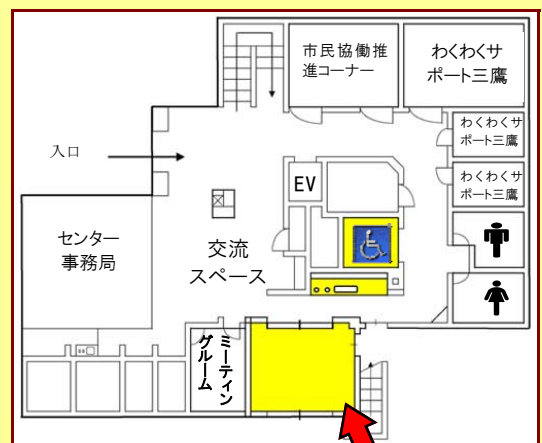 市民協働推
進コーナー
わくわくサ
ポート三鷹
わくわくサ
ポート三鷹
入口
EV
わくわくサ
ポート三鷹
センター
事務局
交流
スペース
ミーティン
グルーム